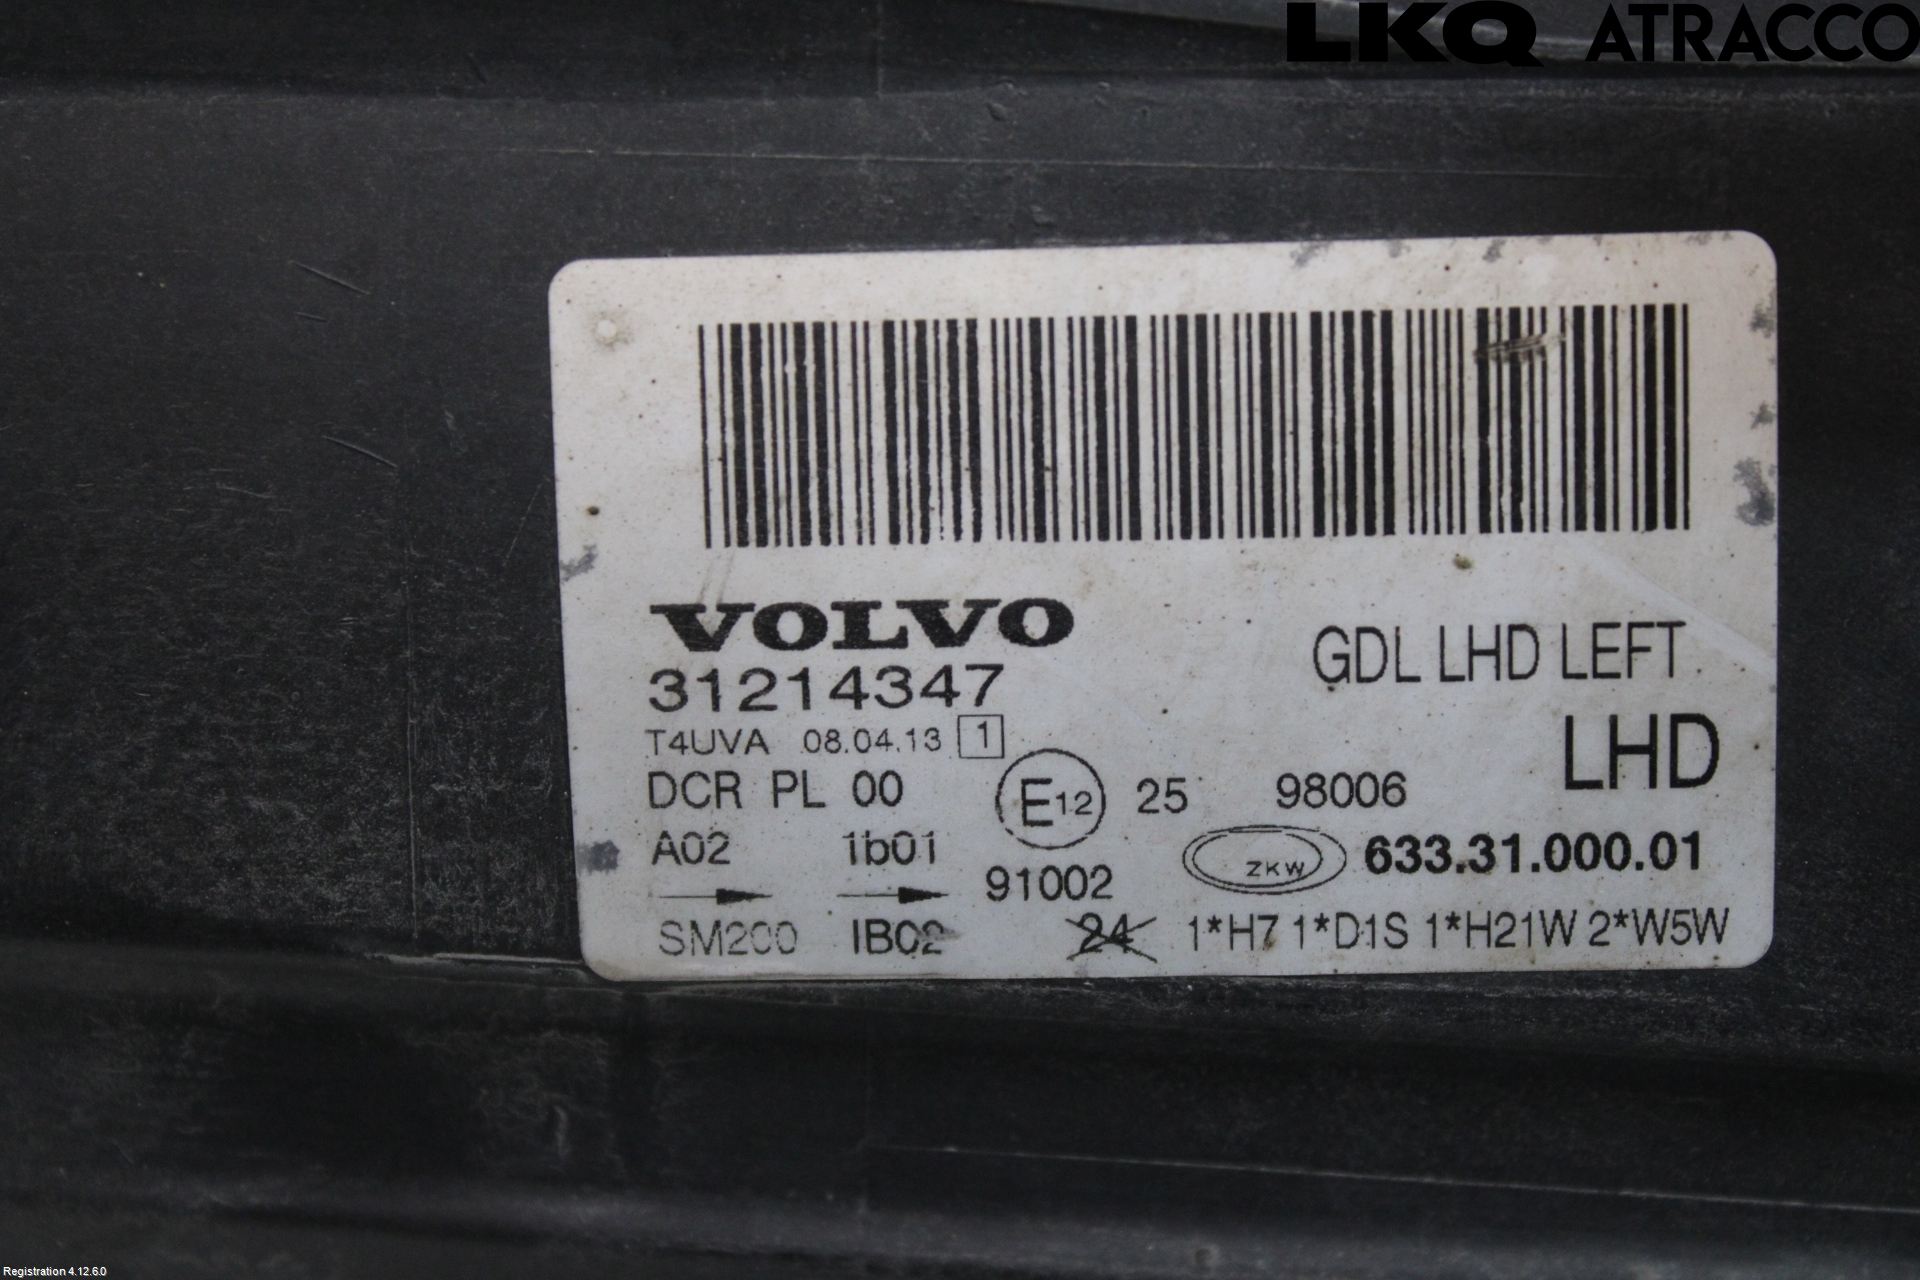 LKQ ATRACCO
VOLVO
31214347
GDL LHD LEFT
T4UVA 08.04.13 1
LHD
DCR PL 00 E12 25 98006
A02 1b01
91002 ZKW 633.31.000.01
SM200 IB02 24 1*H7 1*D1S 1*H21W 2*W5W
Registration 4.12.6.0